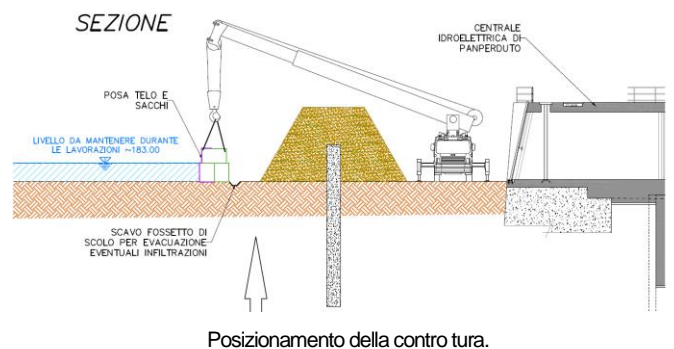 SEZIONE
CENTRALE
IDROELETTRICA DI
PANPERDUTO
POSA TELO E
SACCHI
LIVELLO DA MANTENERE DURANTE
LE LAVORAZIONI ~183.00
SCAVO FOSSETTO DI
SCOLO PER EVACUAZIONE
EVENTUALI INFILTRAZIONI
Posizionamento della contro tura.